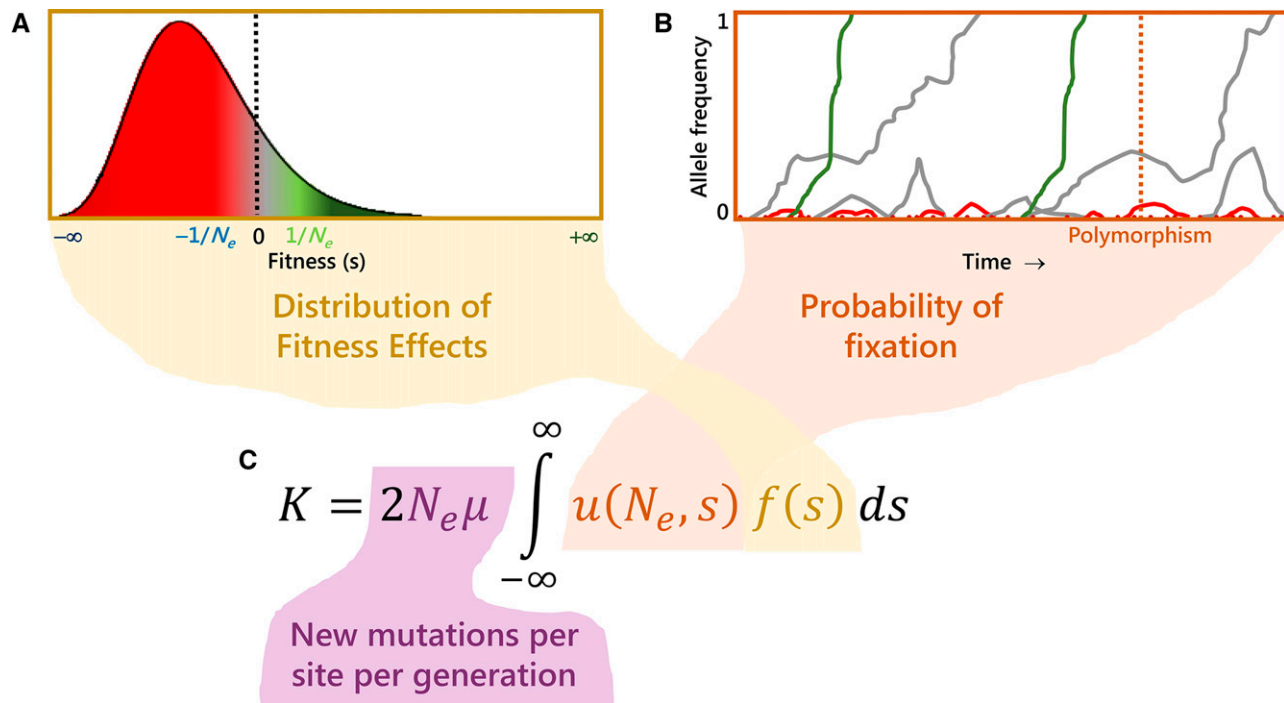 A
−∞
−1/Nₑ
0
1/Nₑ
+∞
Fitness (s)
B
1
Allele frequency
0
Polymorphism
Time →
Distribution of
Fitness Effects
Probability of
fixation
C
K = 2Nₑμ ∫_{−∞}^{∞} u(Nₑ, s) f(s) ds
New mutations per
site per generation